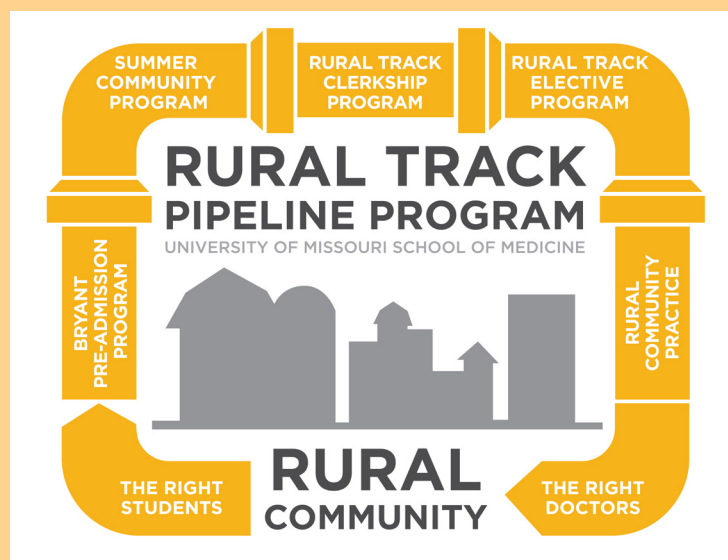 SUMMER
COMMUNITY
PROGRAM
RURAL TRACK
CLERKSHIP
PROGRAM
RURAL TRACK
ELECTIVE
PROGRAM
RURAL TRACK
PIPELINE PROGRAM
UNIVERSITY OF MISSOURI SCHOOL OF MEDICINE
BRYANT
PRE-ADMISSION
PROGRAM
RURAL
COMMUNITY
PRACTICE
THE RIGHT
STUDENTS
RURAL
COMMUNITY
THE RIGHT
DOCTORS